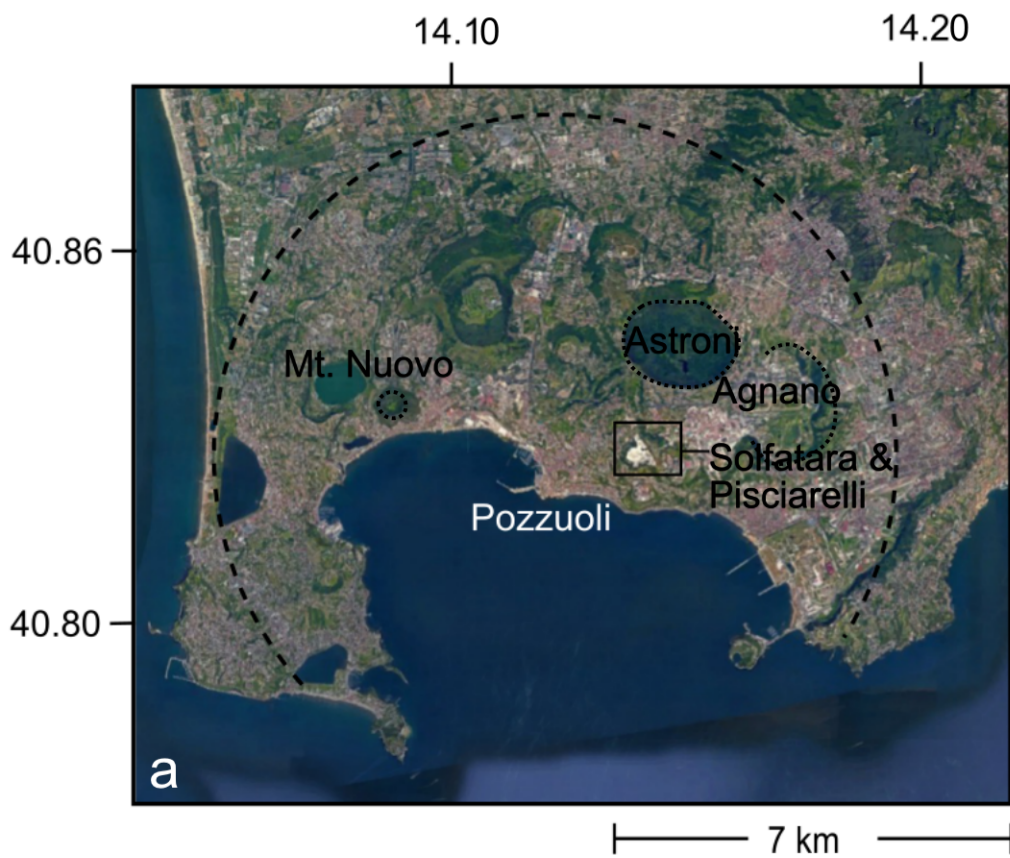 14.10
14.20
40.86
Astroni
Mt. Nuovo
Agnano
Solfatara &
Pisciarelli
Pozzuoli
40.80
a
7 km